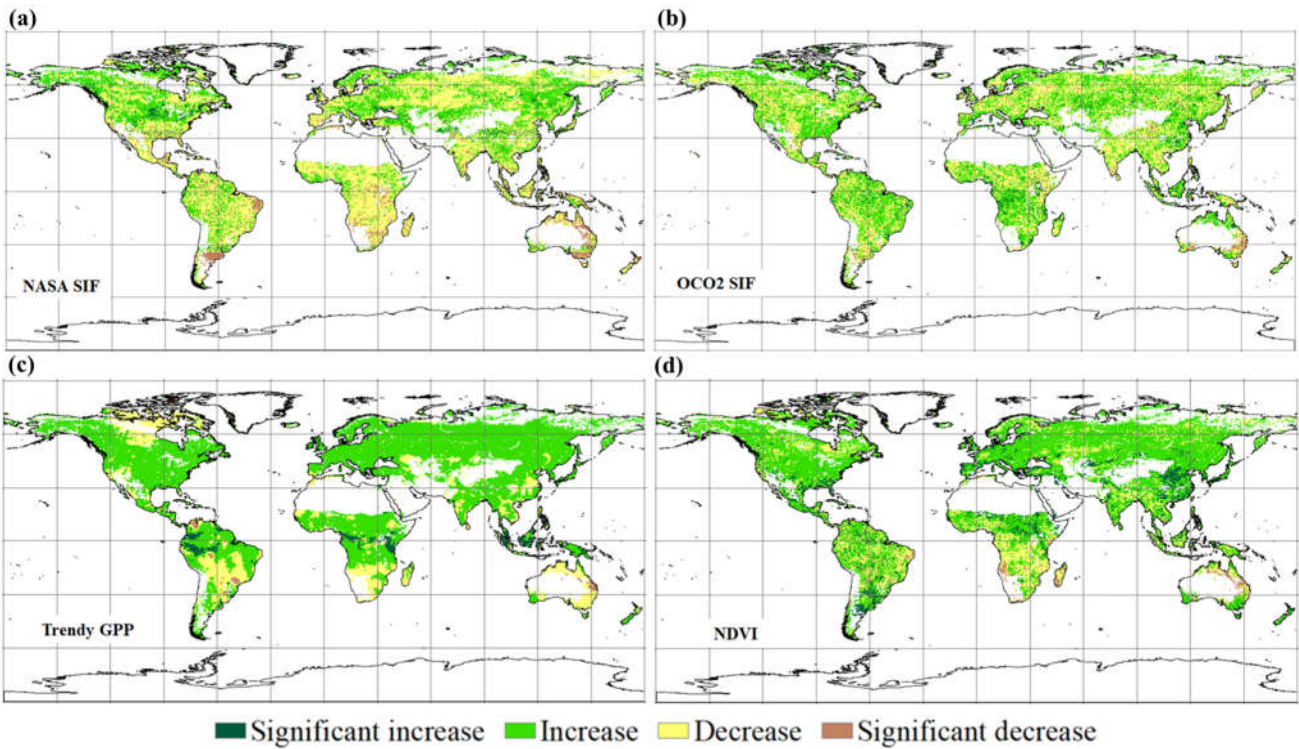 (a)
(b)
NASA SIF
OCO2 SIF
(c)
(d)
Trendy GPP
NDVI
Significant increase Increase Decrease Significant decrease